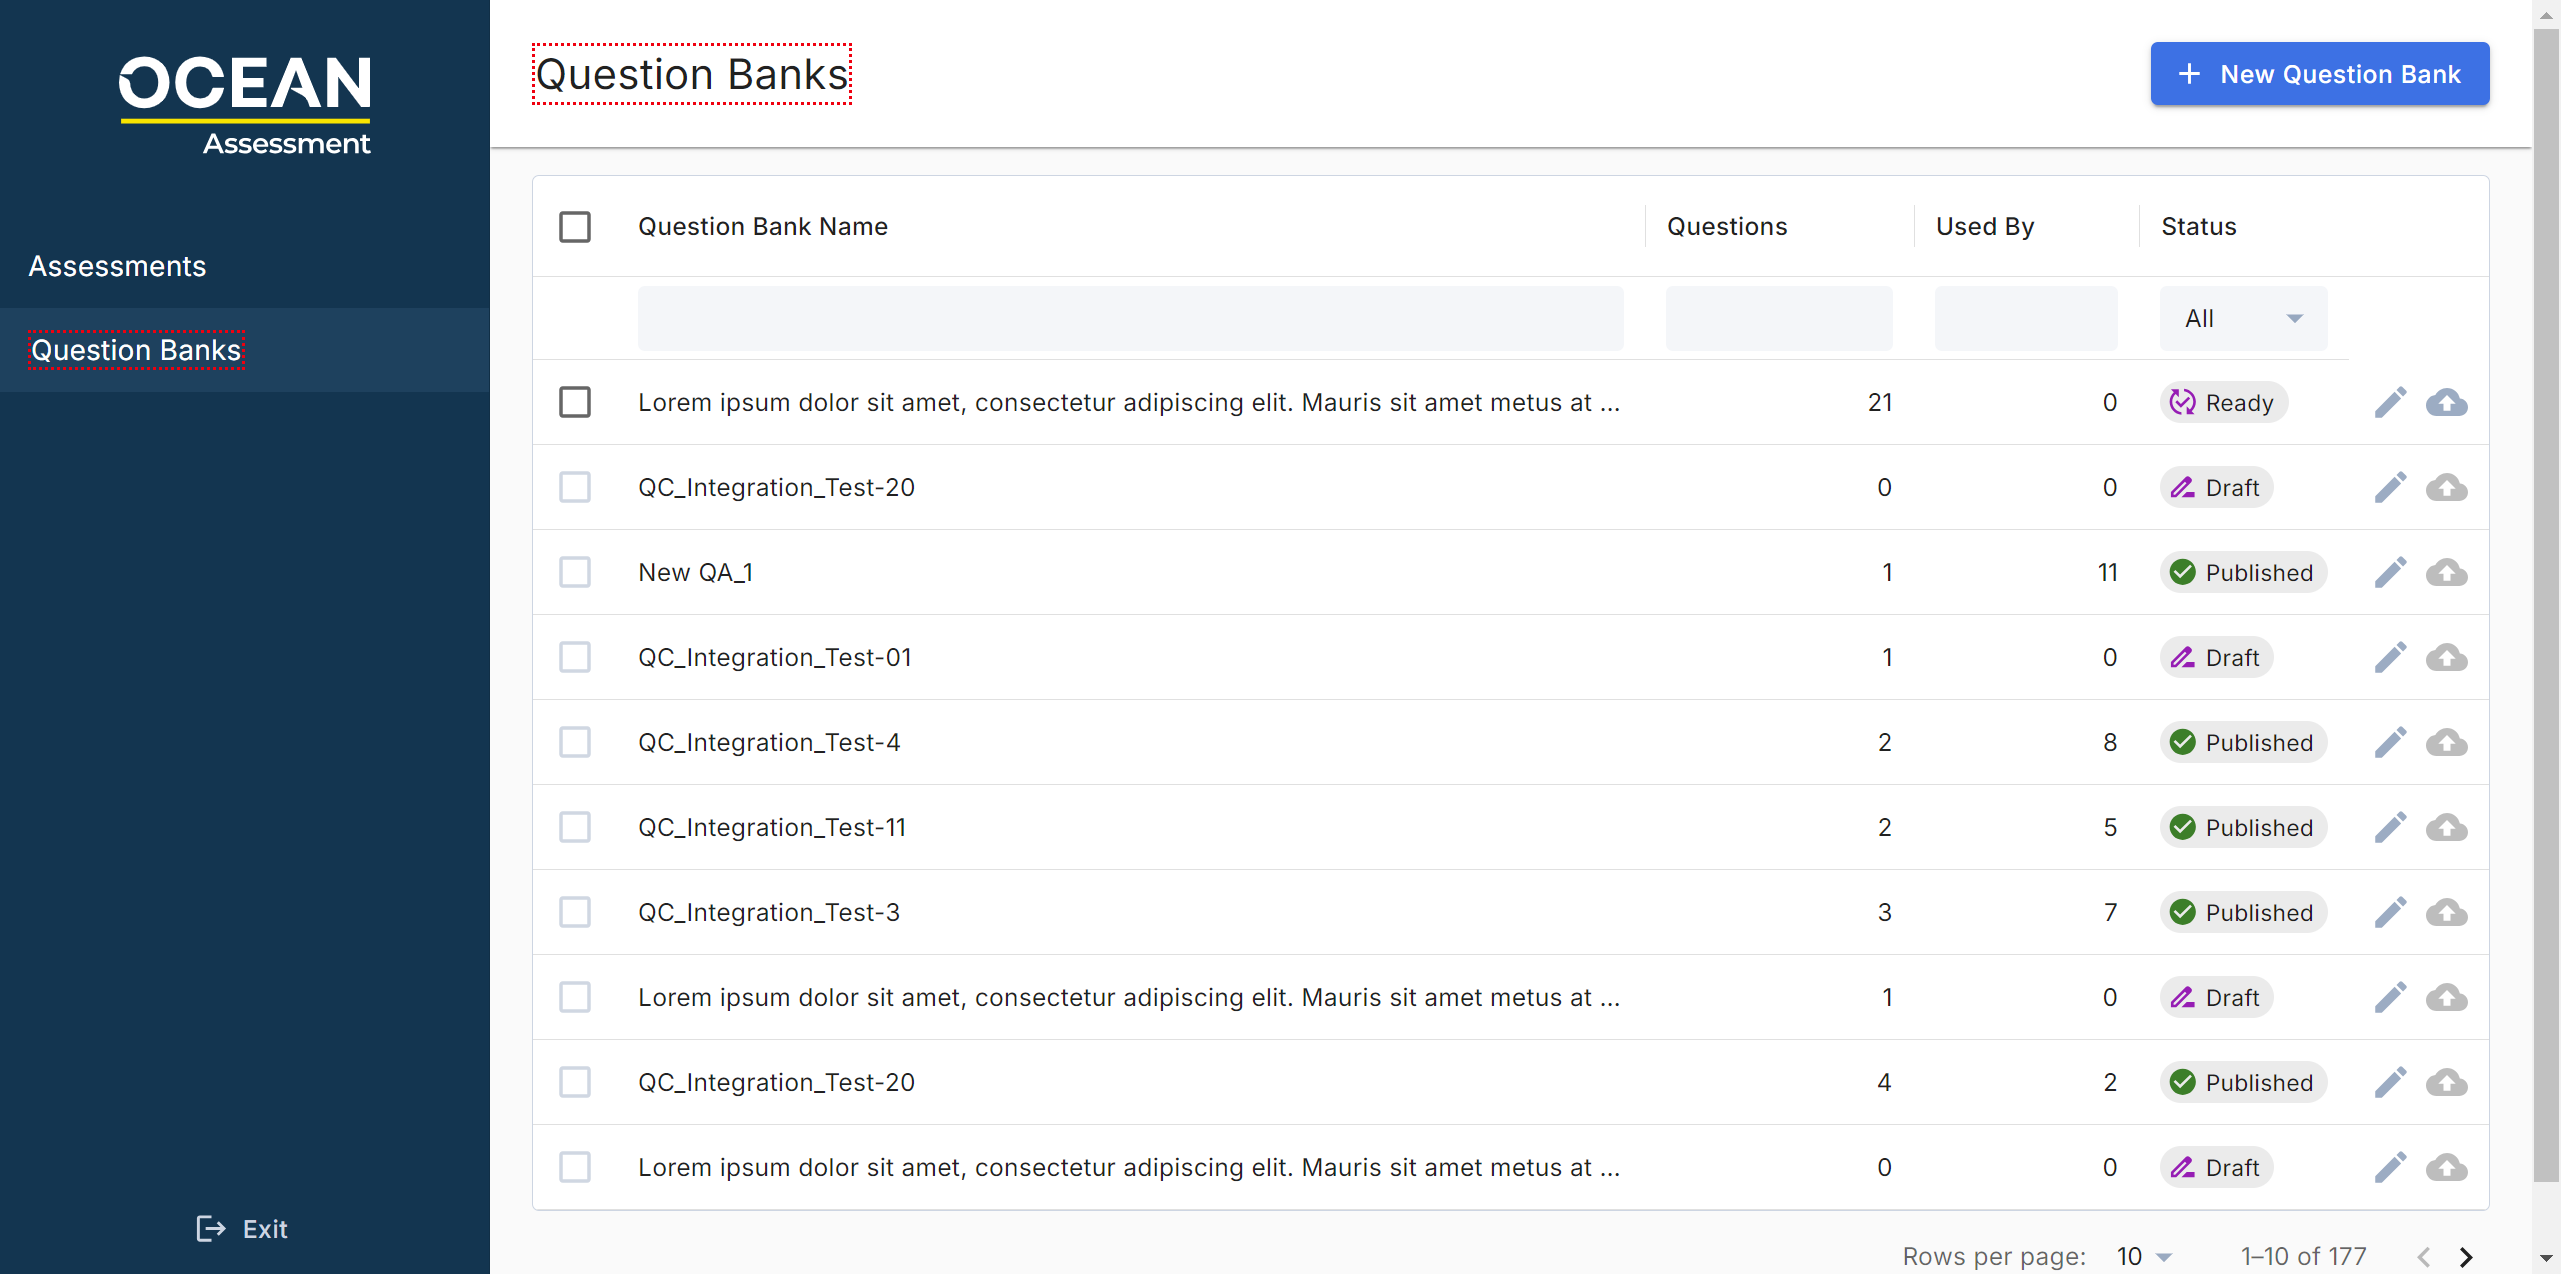 OCEAN
Assessment
Assessments
Question Banks
Exit
Question Banks
+ New Question Bank
Question Bank Name Questions Used By Status
All
Lorem ipsum dolor sit amet, consectetur adipiscing elit. Mauris sit amet metus at ... 21 0 Ready
QC_Integration_Test-20 0 0 Draft
New QA_1 1 11 Published
QC_Integration_Test-01 1 0 Draft
QC_Integration_Test-4 2 8 Published
QC_Integration_Test-11 2 5 Published
QC_Integration_Test-3 3 7 Published
Lorem ipsum dolor sit amet, consectetur adipiscing elit. Mauris sit amet metus at ... 1 0 Draft
QC_Integration_Test-20 4 2 Published
Lorem ipsum dolor sit amet, consectetur adipiscing elit. Mauris sit amet metus at ... 0 0 Draft
Rows per page: 10 1–10 of 177